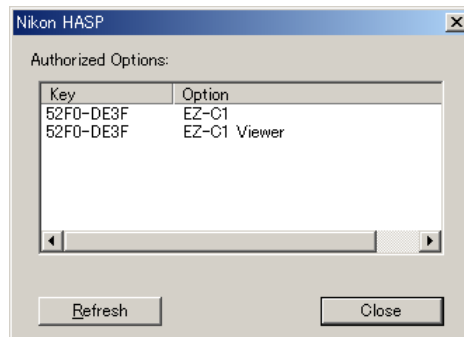 Nikon HASP
Authorized Options:
Key Option
52F0-DE3F EZ-C1
52F0-DE3F EZ-C1 Viewer
Refresh Close